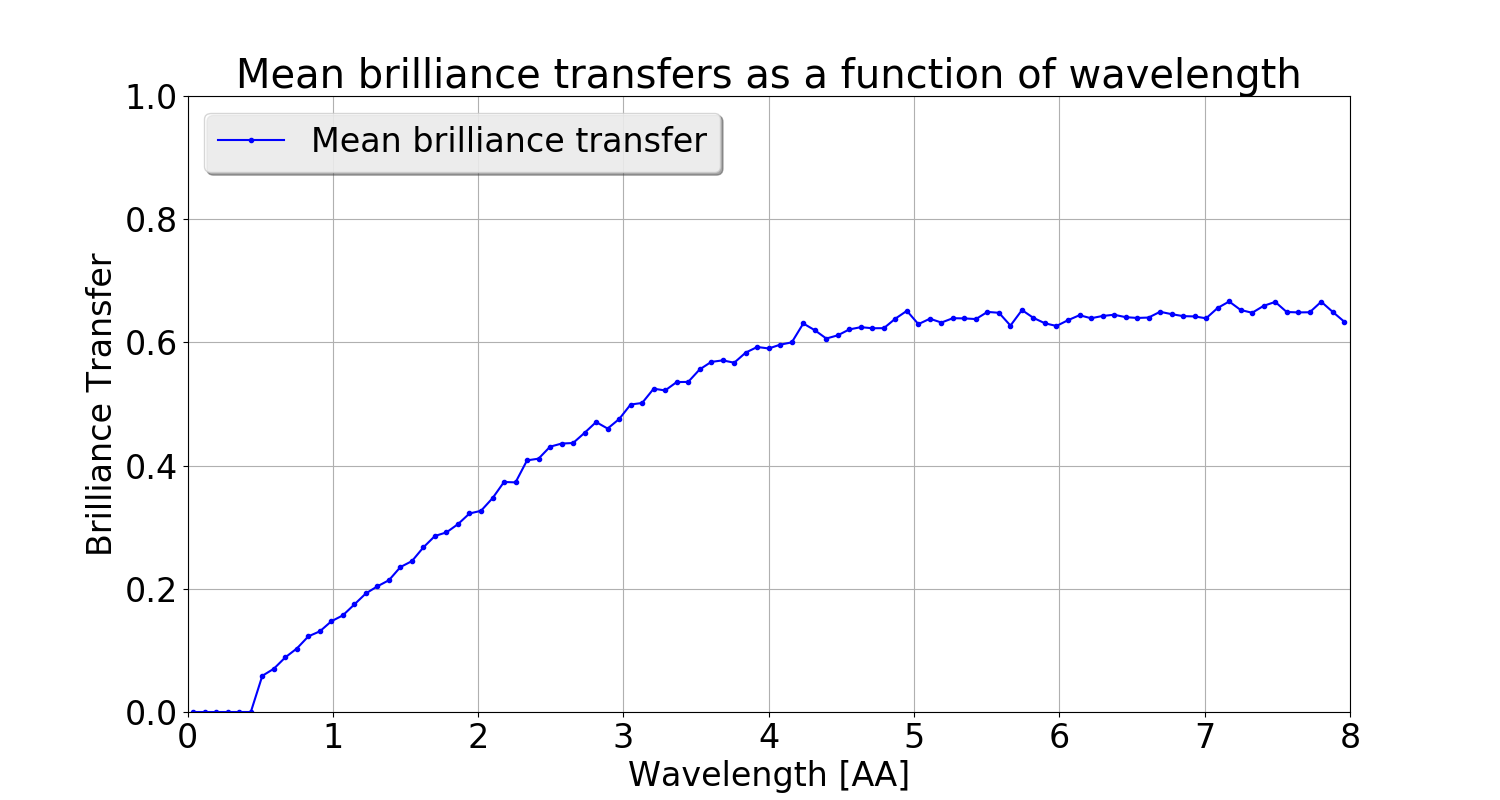 Mean brilliance transfers as a function of wavelength
Mean brilliance transfer
1.0
0.8
0.6
0.4
0.2
0.0
Brilliance Transfer
0 1 2 3 4 5 6 7 8
Wavelength [AA]